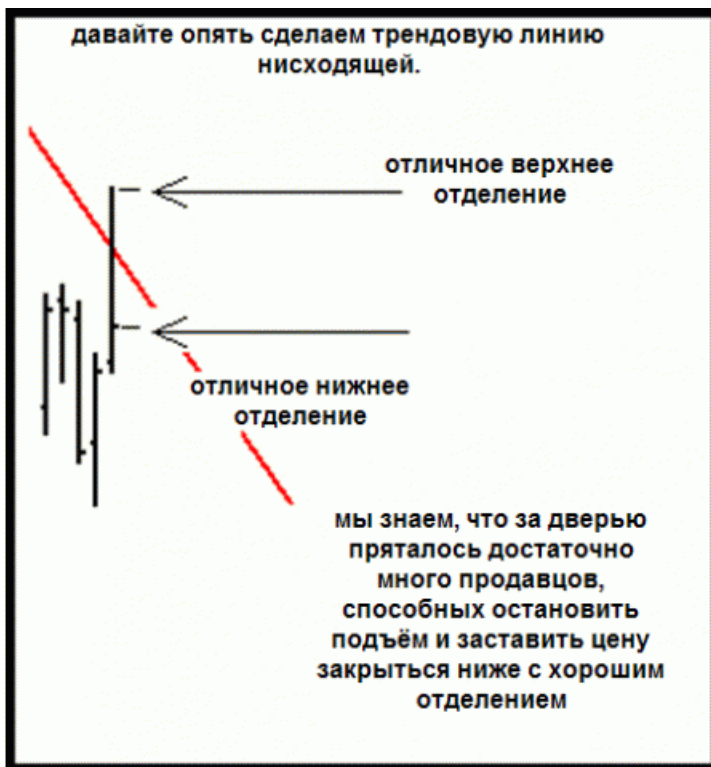 давайте опять сделаем трендовую линию
нисходящей.
отличное верхнее
отделение
отличное нижнее
отделение
мы знаем, что за дверью
пряталось достаточно
много продавцов,
способных остановить
подъём и заставить цену
закрыться ниже с хорошим
отделением